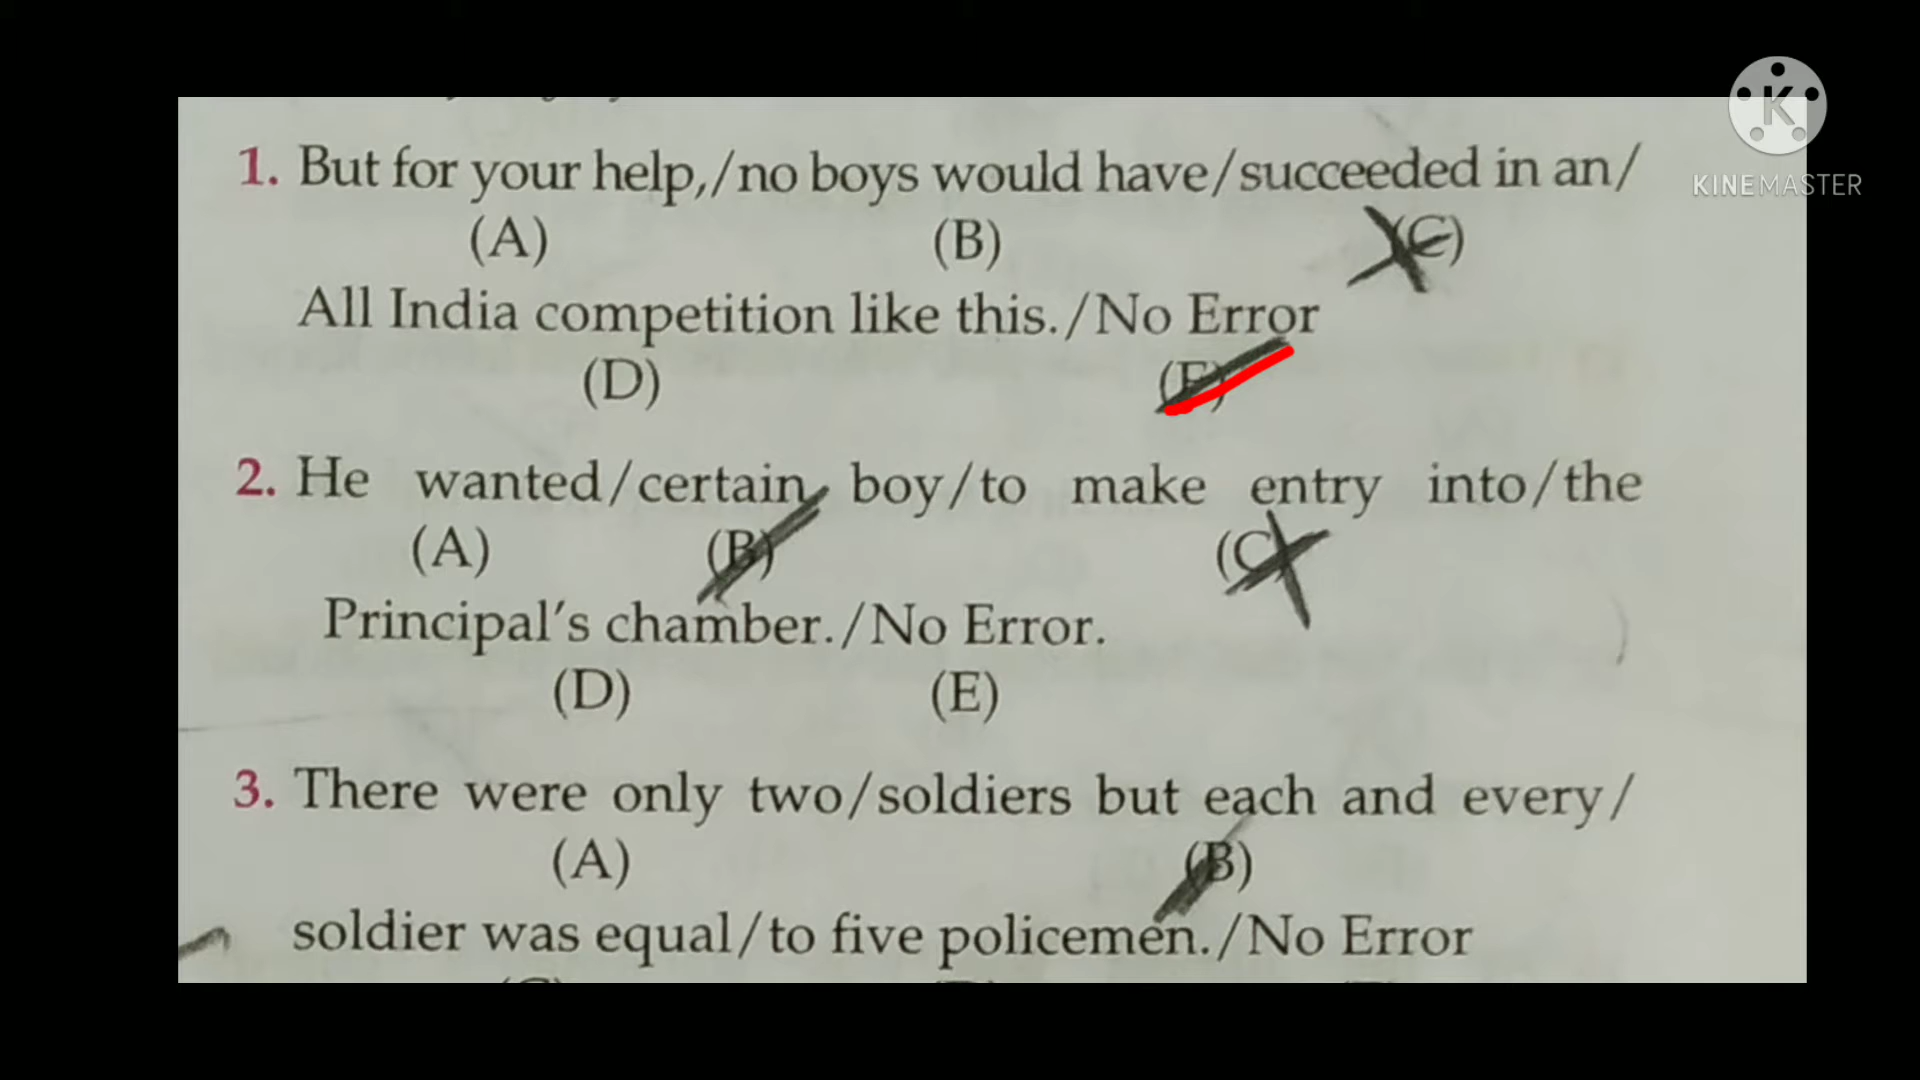 K
KINEMASTER
1. But for your help,/no boys would have/succeeded in an/
(A) (B) (C)
All India competition like this./No Error
(D) (E)
2. He wanted/certain boy/to make entry into/the
(A) (B) (C)
Principal's chamber./No Error.
(D) (E)
3. There were only two/soldiers but each and every/
(A) (B)
soldier was equal/to five policemen./No Error